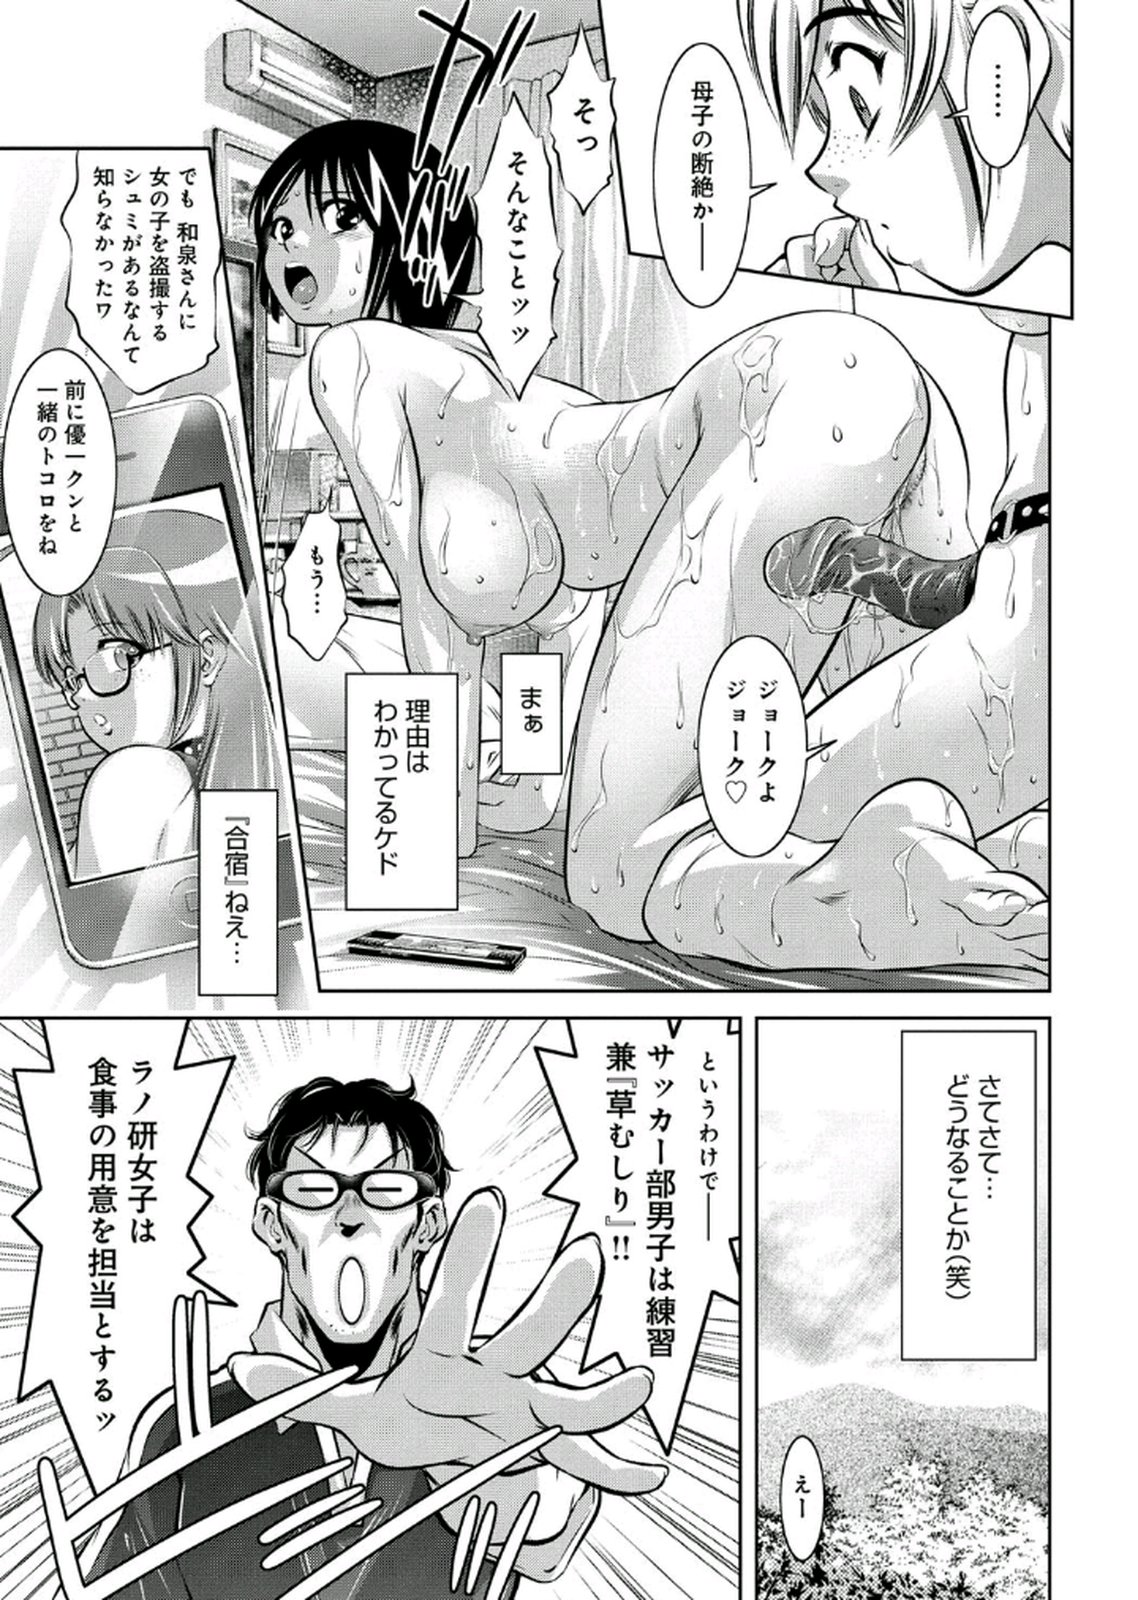 ……
母子の断絶か――
そっ
そんなことッッ
でも 和泉さんに
女の子を盗撮する
シュミがあるなんて
知らなかったワ
前に優一クンと
一緒のトコロをね
もう…
ジョークよ
ジョーク♡
まぁ
理由は
わかってるケド
『合宿』ねえ…
さてさて…
どうなることか(笑)
えー
というわけで――
サッカー部男子は練習
兼『草むしり』!!
ラノ研女子は
食事の用意を担当とするッ